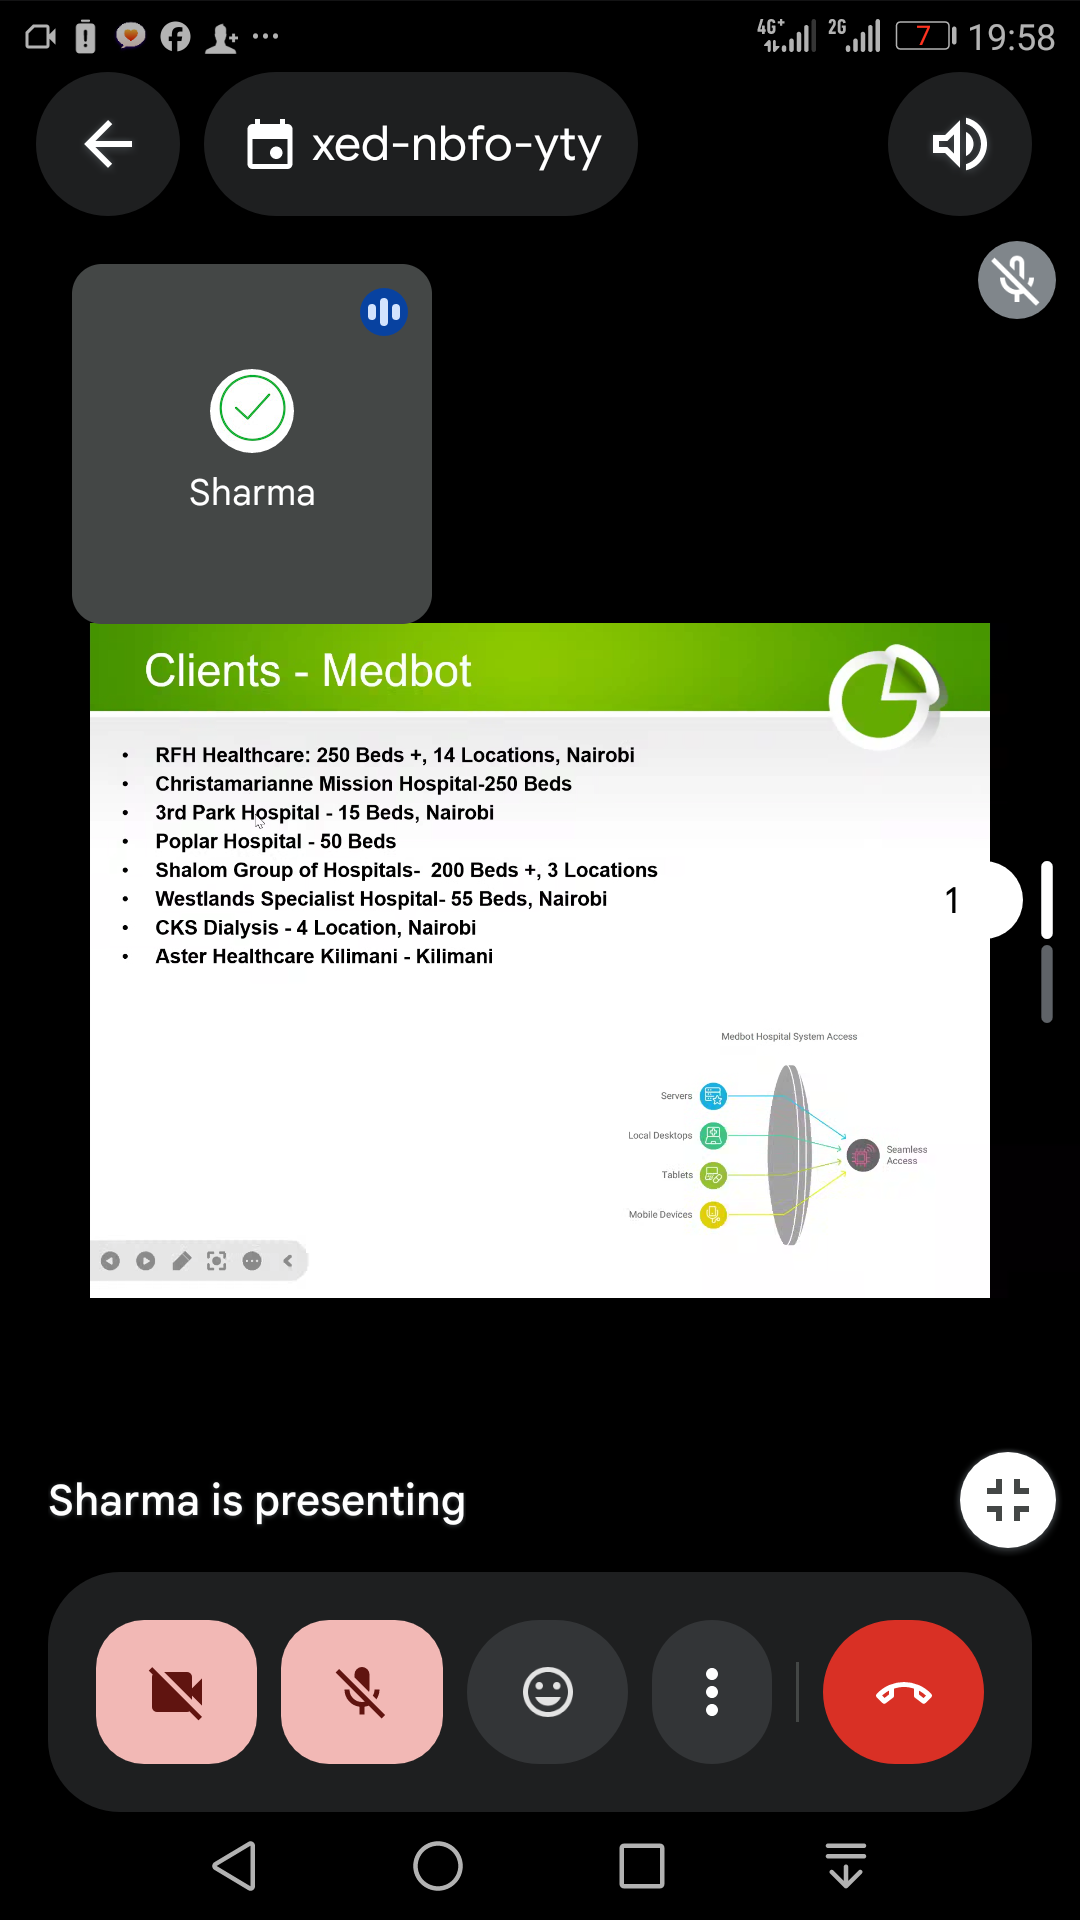 4G+ 2G 7 19:58
xed-nbfo-yty
Sharma
Clients - Medbot
• RFH Healthcare: 250 Beds +, 14 Locations, Nairobi
• Christamarianne Mission Hospital-250 Beds
• 3rd Park Hospital - 15 Beds, Nairobi
• Poplar Hospital - 50 Beds
• Shalom Group of Hospitals-  200 Beds +, 3 Locations
• Westlands Specialist Hospital- 55 Beds, Nairobi
• CKS Dialysis - 4 Location, Nairobi
• Aster Healthcare Kilimani - Kilimani
1
Medbot Hospital System Access
Servers
Local Desktops
Tablets
Mobile Devices
Seamless
Access
Sharma is presenting